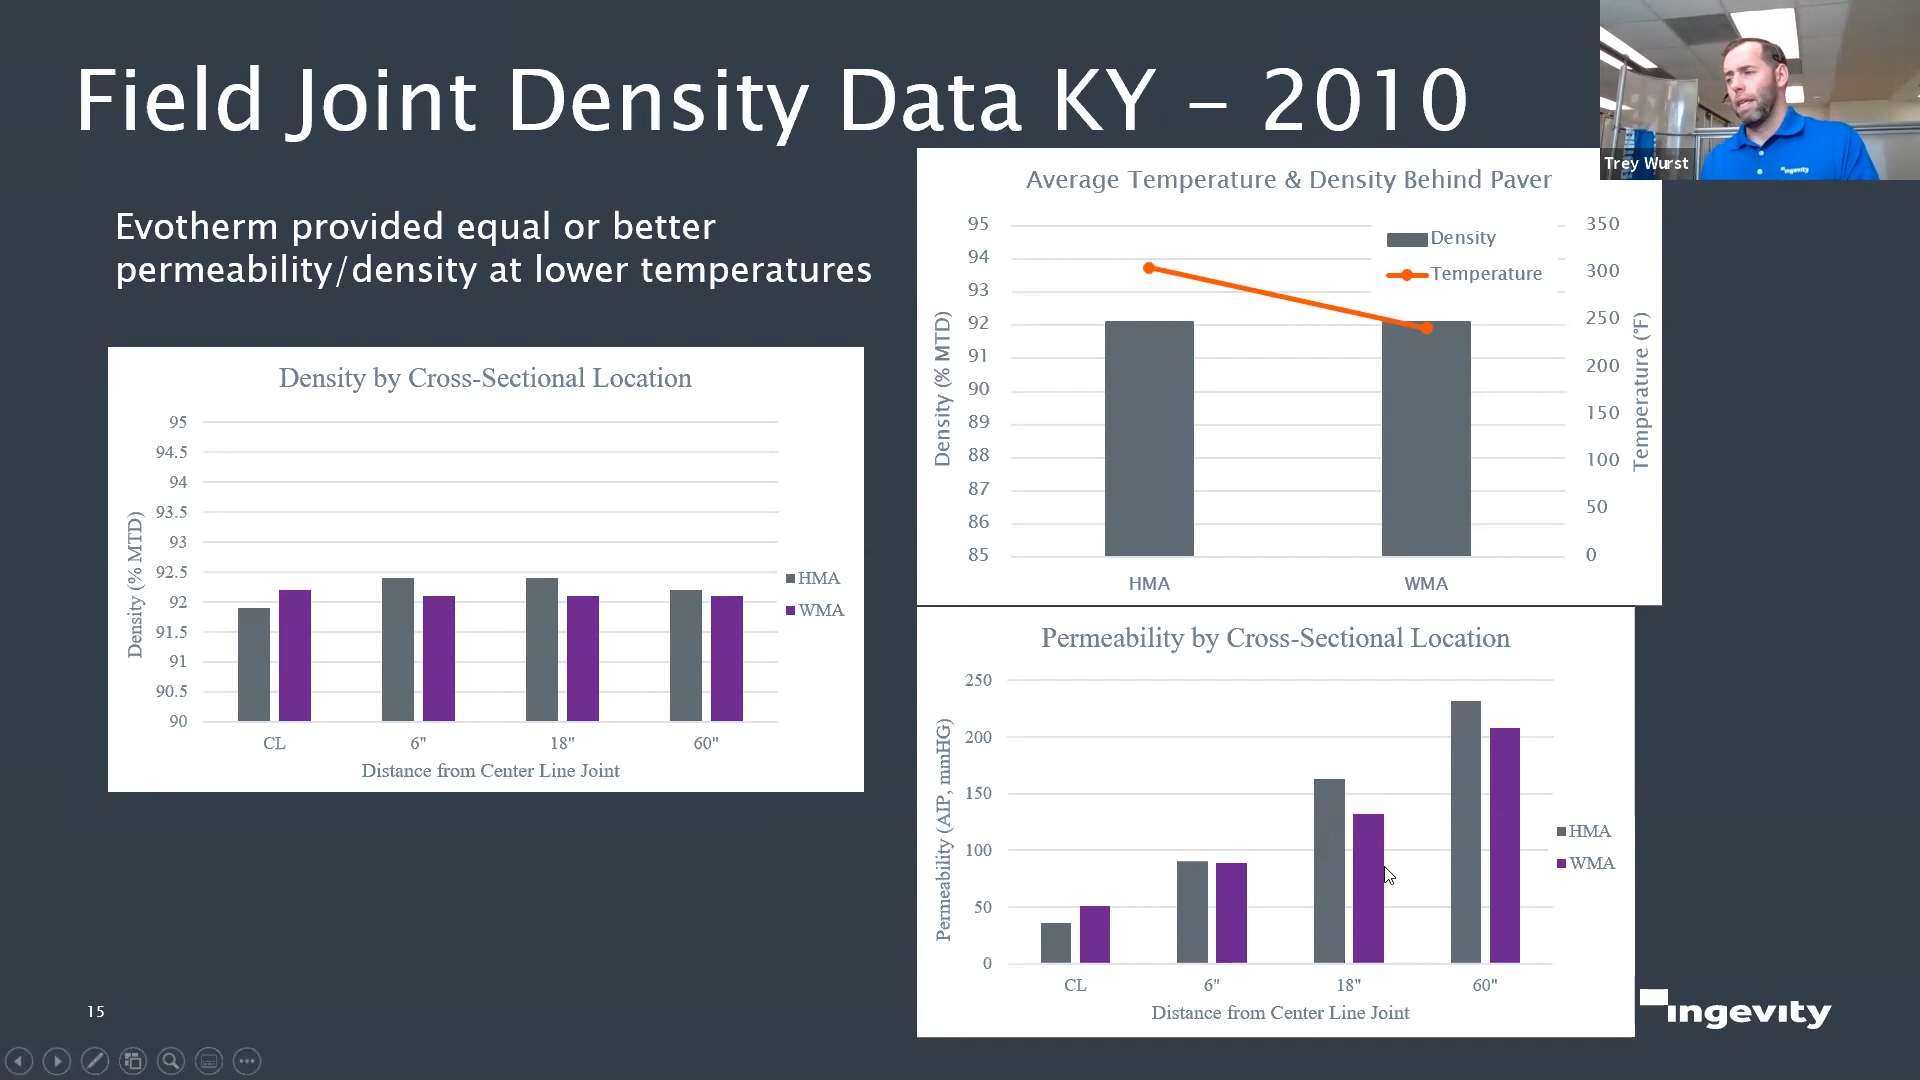 Field Joint Density Data KY – 2010
Trey Wurst
ingevity
Evotherm provided equal or better
permeability/density at lower temperatures
Density by Cross-Sectional Location
95
94.5
94
93.5
93
92.5
92
91.5
91
90.5
90
Density (% MTD)
CL 6" 18" 60"
Distance from Center Line Joint
HMA
WMA
Average Temperature & Density Behind Paver
95
94
93
92
91
90
89
88
87
86
85
Density (% MTD)
Density
Temperature
350
300
250
200
150
100
50
0
Temperature (°F)
HMA WMA
Permeability by Cross-Sectional Location
250
200
150
100
50
0
Permeability (AIP, mmHG)
CL 6" 18" 60"
Distance from Center Line Joint
HMA
WMA
15
ingevity